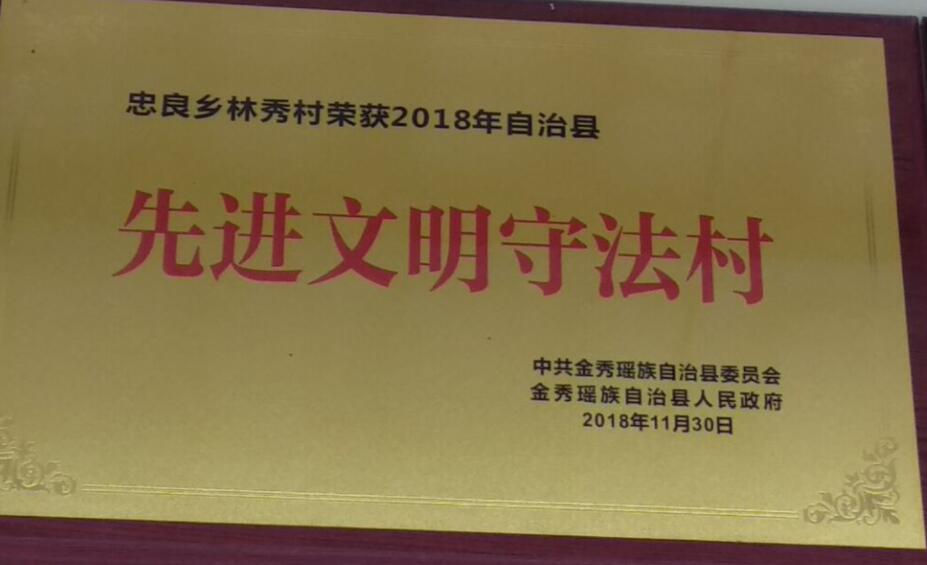 忠良乡林秀村荣获2018年自治县
先进文明守法村
中共金秀瑶族自治县委员会
金秀瑶族自治县人民政府
2018年11月30日